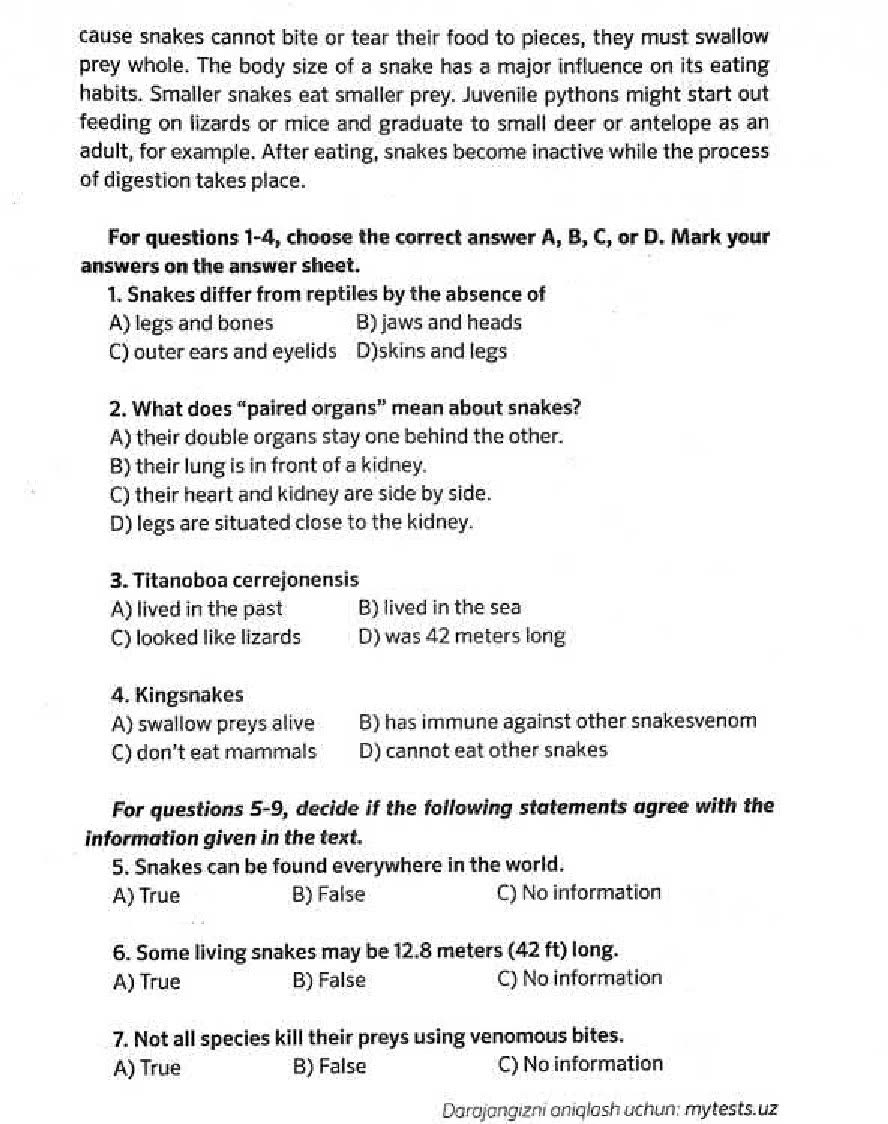 cause snakes cannot bite or tear their food to pieces, they must swallow
prey whole. The body size of a snake has a major influence on its eating
habits. Smaller snakes eat smaller prey. Juvenile pythons might start out
feeding on lizards or mice and graduate to small deer or antelope as an
adult, for example. After eating, snakes become inactive while the process
of digestion takes place.
For questions 1-4, choose the correct answer A, B, C, or D. Mark your
answers on the answer sheet.
1. Snakes differ from reptiles by the absence of
A) legs and bones B) jaws and heads
C) outer ears and eyelids D)skins and legs
2. What does “paired organs” mean about snakes?
A) their double organs stay one behind the other.
B) their lung is in front of a kidney.
C) their heart and kidney are side by side.
D) legs are situated close to the kidney.
3. Titanoboa cerrejonensis
A) lived in the past B) lived in the sea
C) looked like lizards D) was 42 meters long
4. Kingsnakes
A) swallow preys alive B) has immune against other snakesvenom
C) don't eat mammals D) cannot eat other snakes
For questions 5-9, decide if the following statements agree with the
information given in the text.
5. Snakes can be found everywhere in the world.
A) True B) False C) No information
6. Some living snakes may be 12.8 meters (42 ft) long.
A) True B) False C) No information
7. Not all species kill their preys using venomous bites.
A) True B) False C) No information
Darajangizni aniqlash uchun: mytests.uz